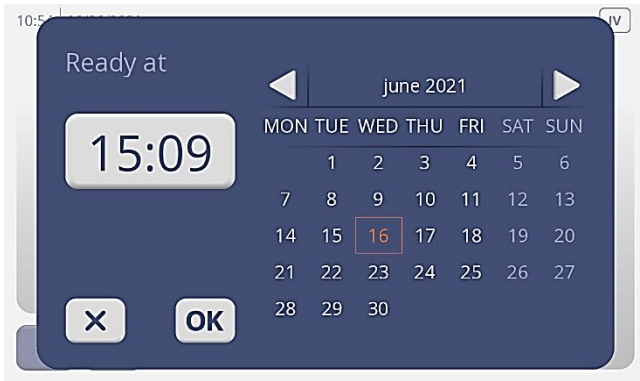 IV
Ready at
june 2021
15:09
MON TUE WED THU FRI SAT SUN
1 2 3 4 5 6
7 8 9 10 11 12 13
14 15 16 17 18 19 20
21 22 23 24 25 26 27
28 29 30
X OK